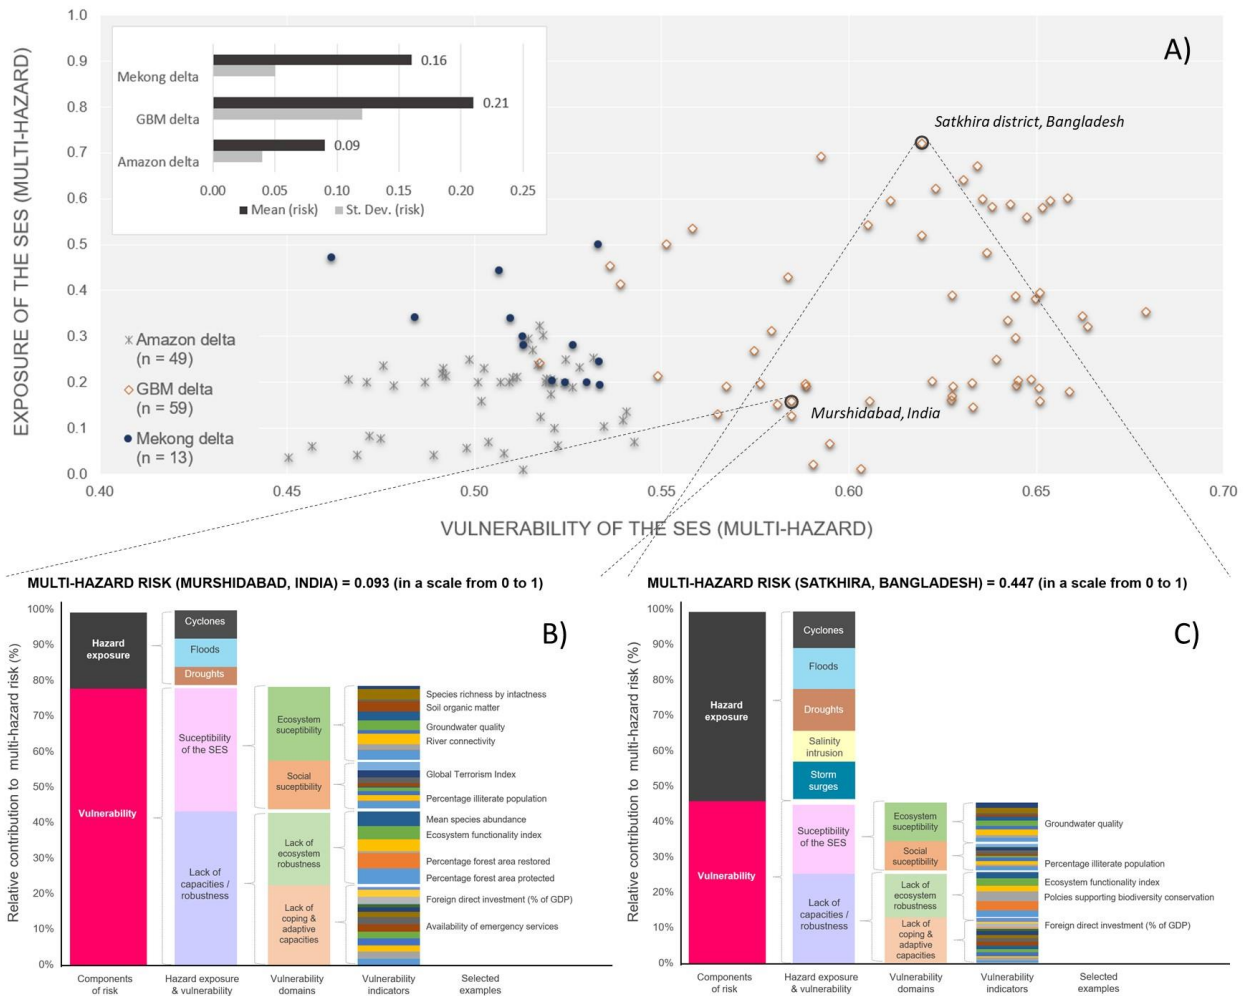 A)
EXPOSURE OF THE SES (MULTI-HAZARD)
1.0
0.9
0.8
0.7
0.6
0.5
0.4
0.3
0.2
0.1
0.0
Mekong delta
0.16
GBM delta
0.21
Amazon delta
0.09
0.00 0.05 0.10 0.15 0.20 0.25
Mean (risk) St. Dev. (risk)
Satkhira district, Bangladesh
Murshidabad, India
Amazon delta
(n = 49)
GBM delta
(n = 59)
Mekong delta
(n = 13)
0.40 0.45 0.50 0.55 0.60 0.65 0.70
VULNERABILITY OF THE SES (MULTI-HAZARD)
MULTI-HAZARD RISK (MURSHIDABAD, INDIA) = 0.093 (in a scale from 0 to 1)
B)
Relative contribution to multi-hazard risk (%)
100%
90%
80%
70%
60%
50%
40%
30%
20%
10%
0%
Hazard
exposure
Vulnerability
Cyclones
Floods
Droughts
Suceptibility
of the SES
Lack of
capacities /
robustness
Ecosystem
suceptibility
Social
suceptibility
Lack of
ecosystem
robustness
Lack of
coping &
adaptive
capacities
Species richness by intactness
Soil organic matter
Groundwater quality
River connectivity
Global Terrorism Index
Percentage illiterate population
Mean species abundance
Ecosystem functionality index
Percentage forest area restored
Percentage forest area protected
Foreign direct investment (% of GDP)
Availability of emergency services
Components
of risk
Hazard exposure
& vulnerability
Vulnerability
domains
Vulnerability
indicators
Selected
examples
MULTI-HAZARD RISK (SATKHIRA, BANGLADESH) = 0.447 (in a scale from 0 to 1)
C)
Relative contribution to multi-hazard risk (%)
100%
90%
80%
70%
60%
50%
40%
30%
20%
10%
0%
Hazard
exposure
Vulnerability
Cyclones
Floods
Droughts
Salinity
intrusion
Storm
surges
Suceptibility
of the SES
Lack of
capacities /
robustness
Ecosystem
suceptibility
Social
suceptibility
Lack of
ecosystem
robustness
Lack of
coping &
adaptive
capacities
Groundwater quality
Percentage illiterate population
Ecosystem functionality index
Polcies supporting biodiversity conservation
Foreign direct investment (% of GDP)
Components
of risk
Hazard exposure
& vulnerability
Vulnerability
domains
Vulnerability
indicators
Selected
examples